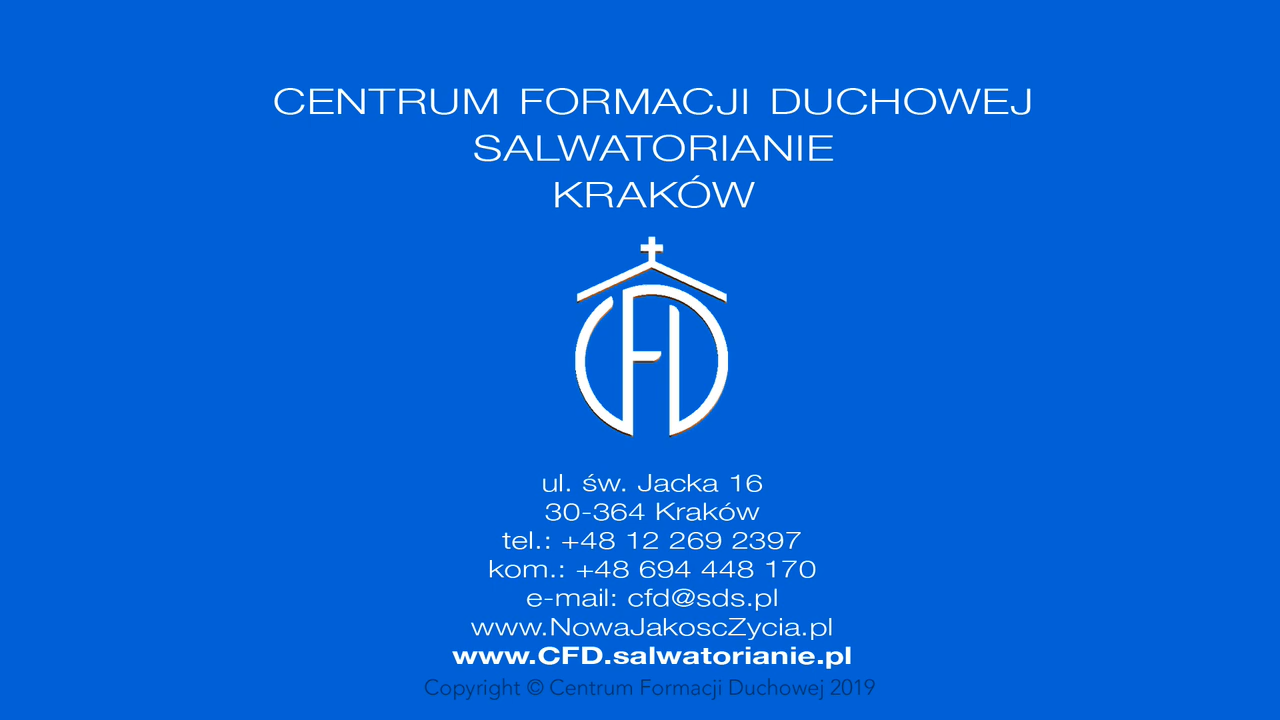 CENTRUM FORMACJI DUCHOWEJ
SALWATORIANIE
KRAKÓW
CFD
ul. św. Jacka 16
30-364 Kraków
tel.: +48 12 269 2397
kom.: +48 694 448 170
e-mail: cfd@sds.pl
www.NowaJakoscZycia.pl
www.CFD.salwatorianie.pl
Copyright © Centrum Formacji Duchowej 2019